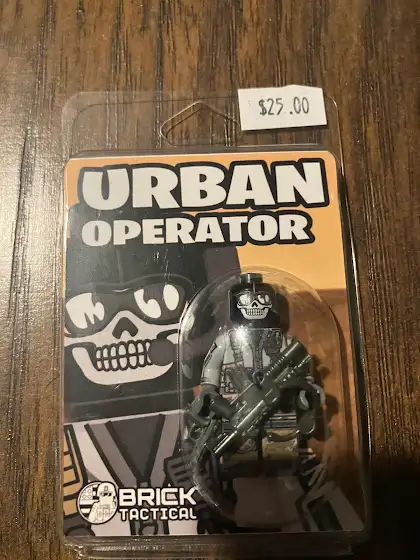 $25.00
URBAN
OPERATOR
BRICK
TACTICAL